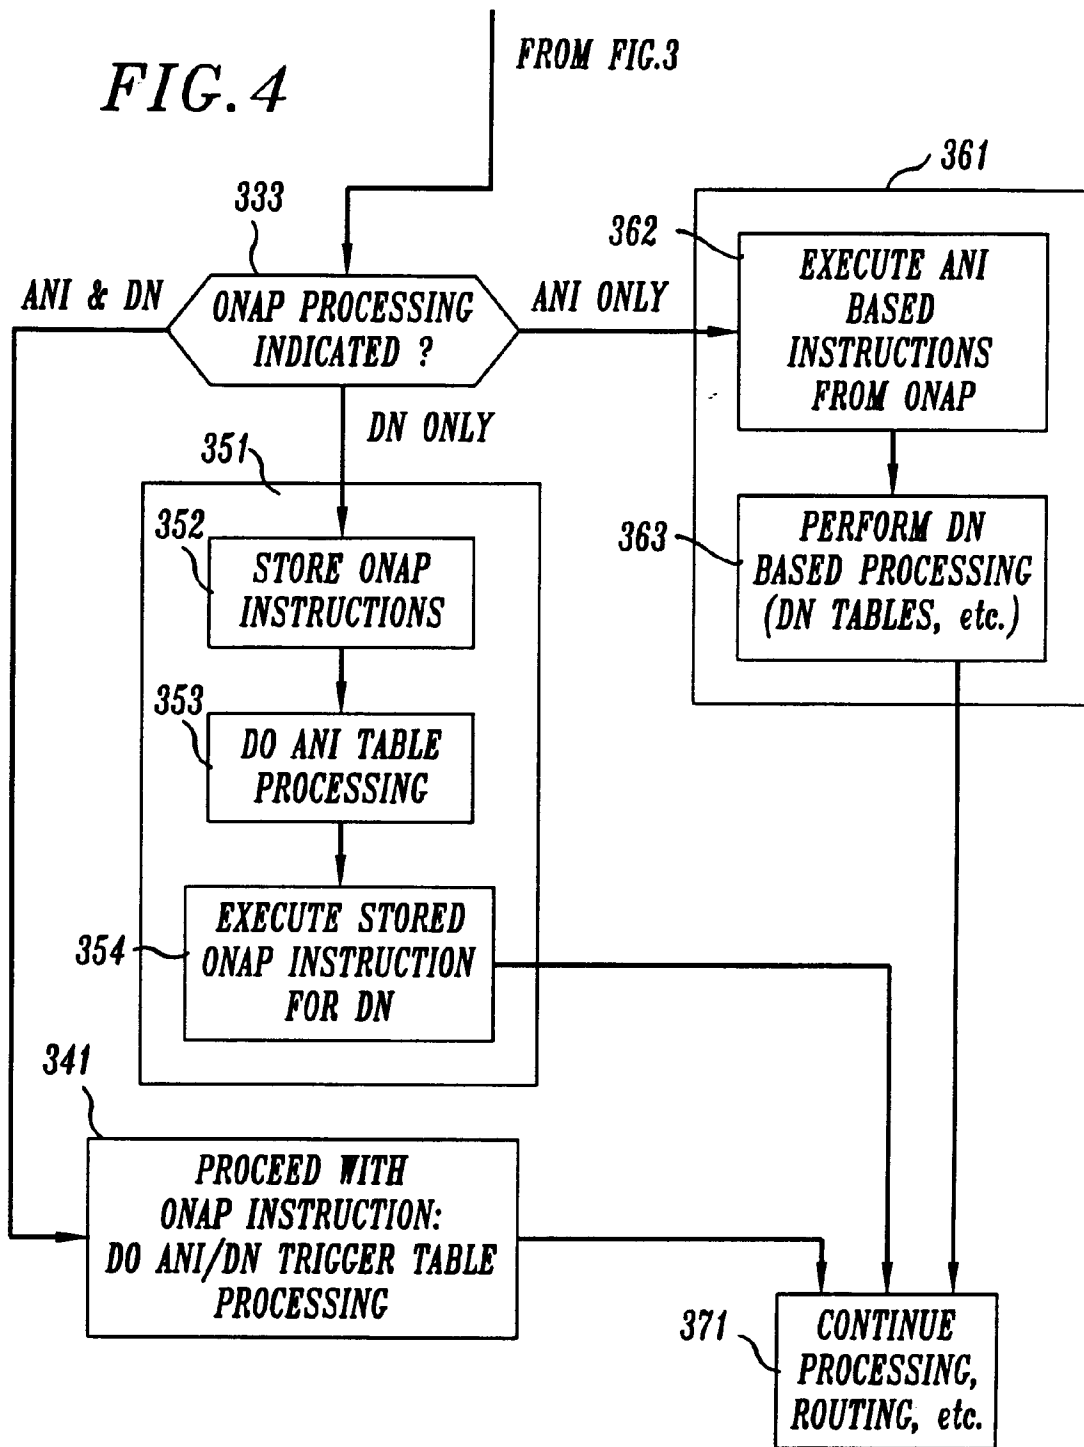 FROM FIG.3
FIG.4
361
333
362
ANI & DN
ONAP PROCESSING
INDICATED ?
ANI ONLY
EXECUTE ANI
BASED
INSTRUCTIONS
FROM ONAP
DN ONLY
351
352
STORE ONAP
INSTRUCTIONS
363
PERFORM DN
BASED PROCESSING
(DN TABLES, etc.)
353
DO ANI TABLE
PROCESSING
354
EXECUTE STORED
ONAP INSTRUCTION
FOR DN
341
PROCEED WITH
ONAP INSTRUCTION:
DO ANI/DN TRIGGER TABLE
PROCESSING
371
CONTINUE
PROCESSING,
ROUTING, etc.